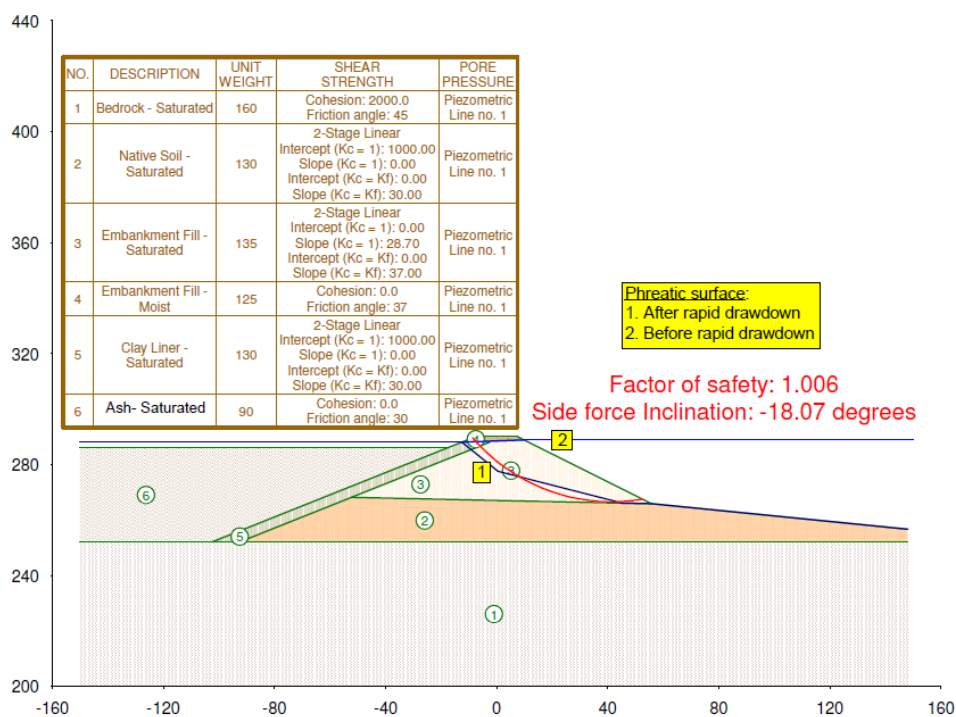 440
400
360
320
280
240
200
-160
-120
-80
-40
0
40
80
120
160
NO. DESCRIPTION UNIT WEIGHT SHEAR STRENGTH PORE PRESSURE
1 Bedrock - Saturated 160 Cohesion: 2000.0 Piezometric
Friction angle: 45 Line no. 1
2-Stage Linear
Intercept (Kc = 1): 1000.00
2 Native Soil - Saturated 130 Slope (Kc = 1): 0.00 Piezometric Line no. 1
Intercept (Kc = Kf): 0.00
Slope (Kc = Kf): 30.00
2-Stage Linear
Intercept (Kc = 1): 0.00
3 Embankment Fill - Saturated 135 Slope (Kc = 1): 28.70 Piezometric Line no. 1
Intercept (Kc = Kf): 0.00
Slope (Kc = Kf): 37.00
4 Embankment Fill - Moist 125 Cohesion: 0.0 Piezometric
Friction angle: 37 Line no. 1
2-Stage Linear
Intercept (Kc = 1): 1000.00
5 Clay Liner - Saturated 130 Slope (Kc = 1): 0.00 Piezometric Line no. 1
Intercept (Kc = Kf): 0.00
Slope (Kc = Kf): 30.00
6 Ash- Saturated 90 Cohesion: 0.0 Piezometric
Friction angle: 30 Line no. 1
Phreatic surface:
1. After rapid drawdown
2. Before rapid drawdown
Factor of safety: 1.006
Side force Inclination: -18.07 degrees
2
1
3
3
6
2
5
1